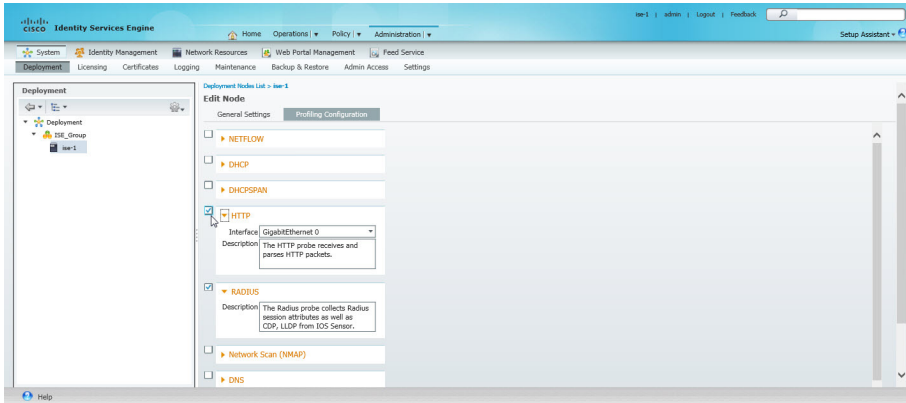 ise-1 | admin | Logout | Feedback
cisco Identity Services Engine
Home Operations | Policy | Administration |
Setup Assistant
System Identity Management Network Resources Web Portal Management Feed Service
Deployment Licensing Certificates Logging Maintenance Backup & Restore Admin Access Settings
Deployment
Deployment
ISE_Group
ise-1
Deployment Nodes List > ise-1
Edit Node
General Settings Profiling Configuration
NETFLOW
DHCP
DHCPSPAN
HTTP
Interface GigabitEthernet 0
Description The HTTP probe receives and
parses HTTP packets.
RADIUS
Description The Radius probe collects Radius
session attributes as well as
CDP, LLDP from IOS Sensor.
Network Scan (NMAP)
DNS
Help